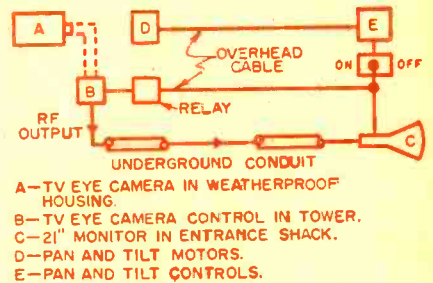 A
D
E
OVERHEAD
CABLE
ON
OFF
B
RELAY
RF
OUTPUT
C
UNDERGROUND CONDUIT
A—TV EYE CAMERA IN WEATHERPROOF
HOUSING.
B—TV EYE CAMERA CONTROL IN TOWER.
C—21" MONITOR IN ENTRANCE SHACK.
D—PAN AND TILT MOTORS.
E—PAN AND TILT CONTROLS.